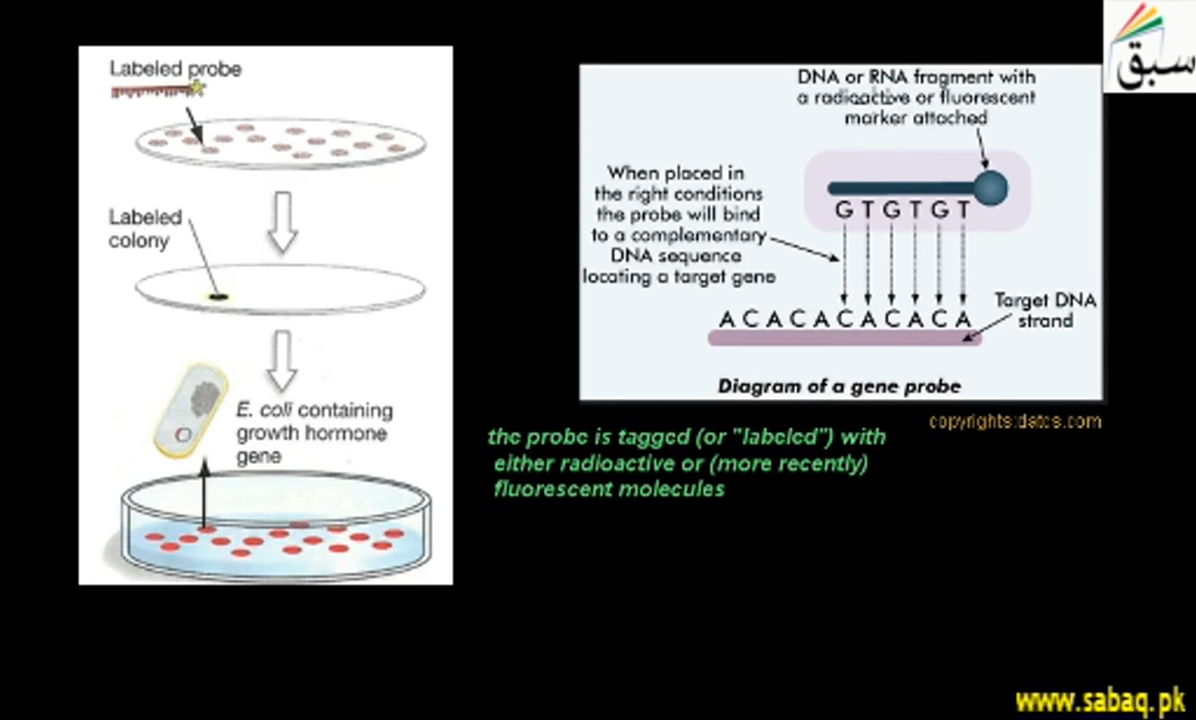 Labeled probe
Labeled
colony
E. coli containing
growth hormone
gene
DNA or RNA fragment with
a radioactive or fluorescent
marker attached
When placed in
the right conditions
the probe will bind
to a complementary
DNA sequence
locating a target gene
G T G T G T
A C A C A C A C A C A
Target DNA
strand
Diagram of a gene probe
copyrights:datcs.com
the probe is tagged (or "labeled") with
either radioactive or (more recently)
fluorescent molecules
سبق
www.sabaq.pk